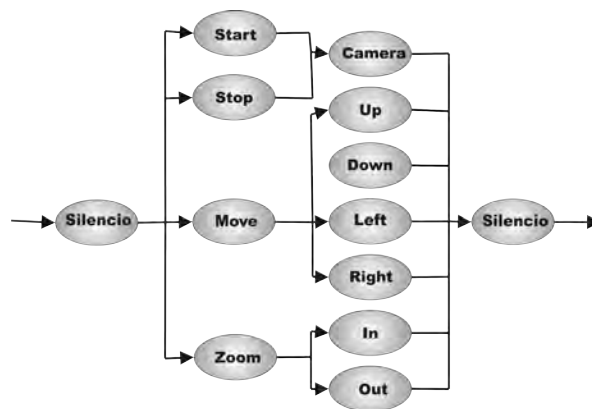 Start
Camera
Stop
Up
Down
Silencio
Move
Left
Silencio
Right
Zoom
In
Out